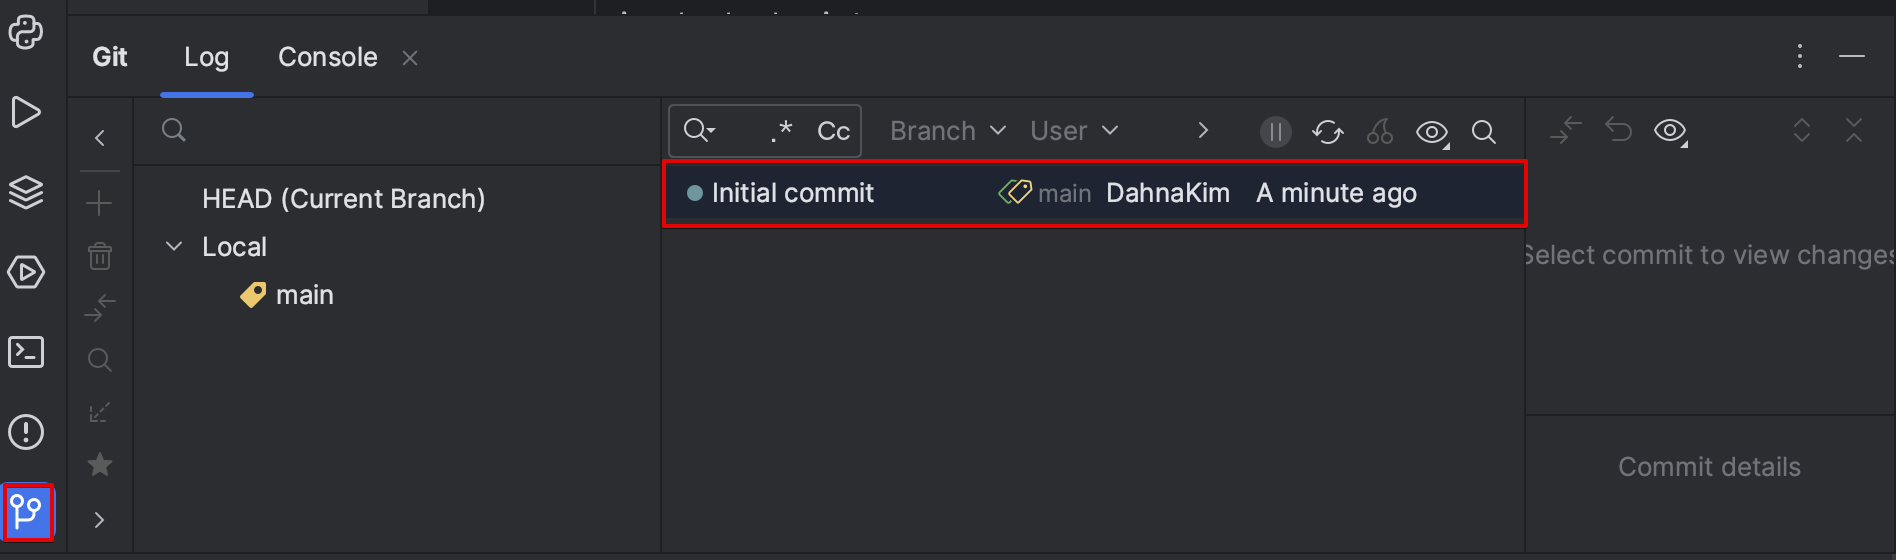 Git Log Console
.* Cc Branch User
HEAD (Current Branch)
Local
main
Initial commit main DahnaKim A minute ago
Select commit to view changes
Commit details